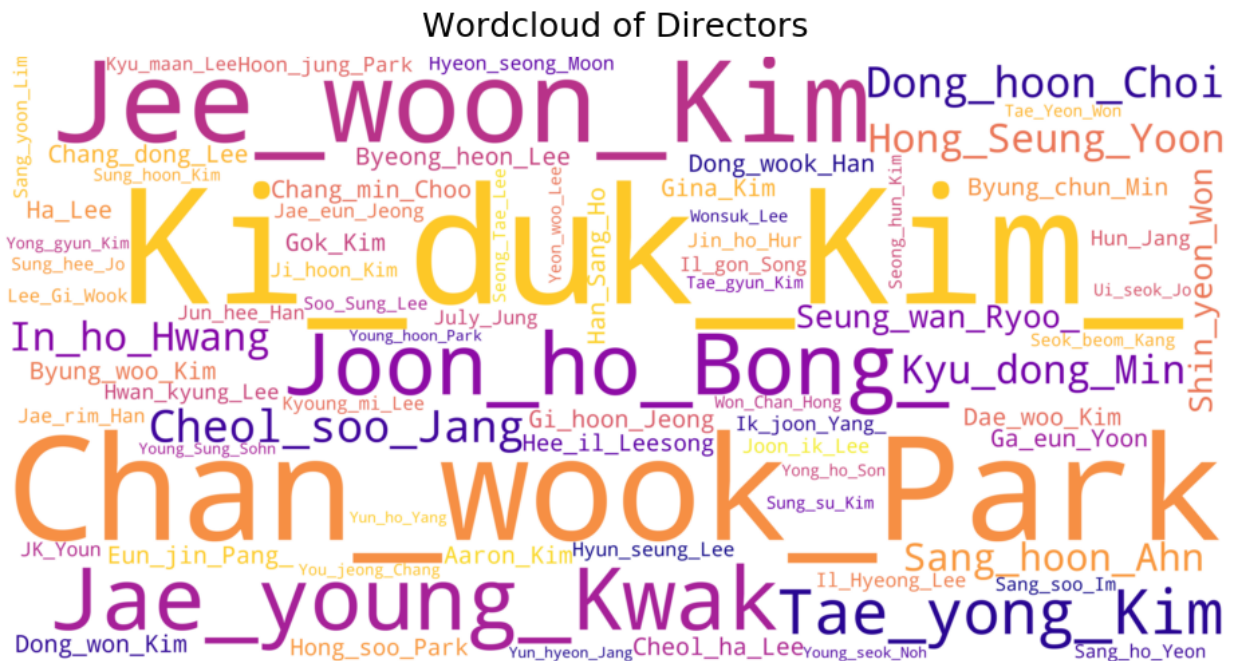 Wordcloud of Directors
Kyu_maan_Lee
Hoon_jung_Park
Hyeon_seong_Moon
Jee_woon_Kim
Dong_hoon_Choi
Sang_yoon_Lim
Tae_Yeon_Won
Hong_Seung_Yoon
Chang_dong_Lee
Byeong_heon_Lee
Dong_wook_Han
Sung_hoon_Kim
Chang_min_Choo
Seong_Tae_Lee
Yeon_woo_Lee
Gina_Kim
Seong_hun_Kim
Byung_chun_Min
Shin_yeon_Won
Ha_Lee
Jae_eun_Jeong
Han_Sang_Ho
Wonsuk_Lee
Ki_duk_Kim
Yong_gyun_Kim
Gok_Kim
Jin_ho_Hur
Hun_Jang
Sung_hee_Jo
Ji_hoon_Kim
Il_gon_Song
Tae_gyun_Kim
Lee_Gi_Wook
Soo_Sung_Lee
Ui_seok_Jo
Jun_hee_Han
July_Jung
Seung_wan_Ryoo_
In_ho_Hwang
Young_hoon_Park
Seok_beom_Kang
Joon_ho_Bong_
Byung_woo_Kim
Kyu_dong_Min
Hwan_kyung_Lee
Kyoung_mi_Lee
Won_Chan_Hong
Jae_rim_Han
Cheol_soo_Jang
Gi_hoon_Jeong
Ik_joon_Yang_
Dae_woo_Kim
Young_Sung_Sohn
Hee_il_Leesong
Joon_ik_Lee
Ga_eun_Yoon
Chan_wook_Park
Yong_ho_Son
Sung_su_Kim
Yun_ho_Yang
JK_Youn
Eun_jin_Pang_
Aaron_Kim
Hyun_seung_Lee
Sang_hoon_Ahn
You_jeong_Chang
Il_Hyeong_Lee
Sang_soo_Im
Jae_young_Kwak
Tae_yong_Kim
Dong_won_Kim
Hong_soo_Park
Yun_hyeon_Jang
Cheol_ha_Lee
Young_seok_Noh
Sang_ho_Yeon